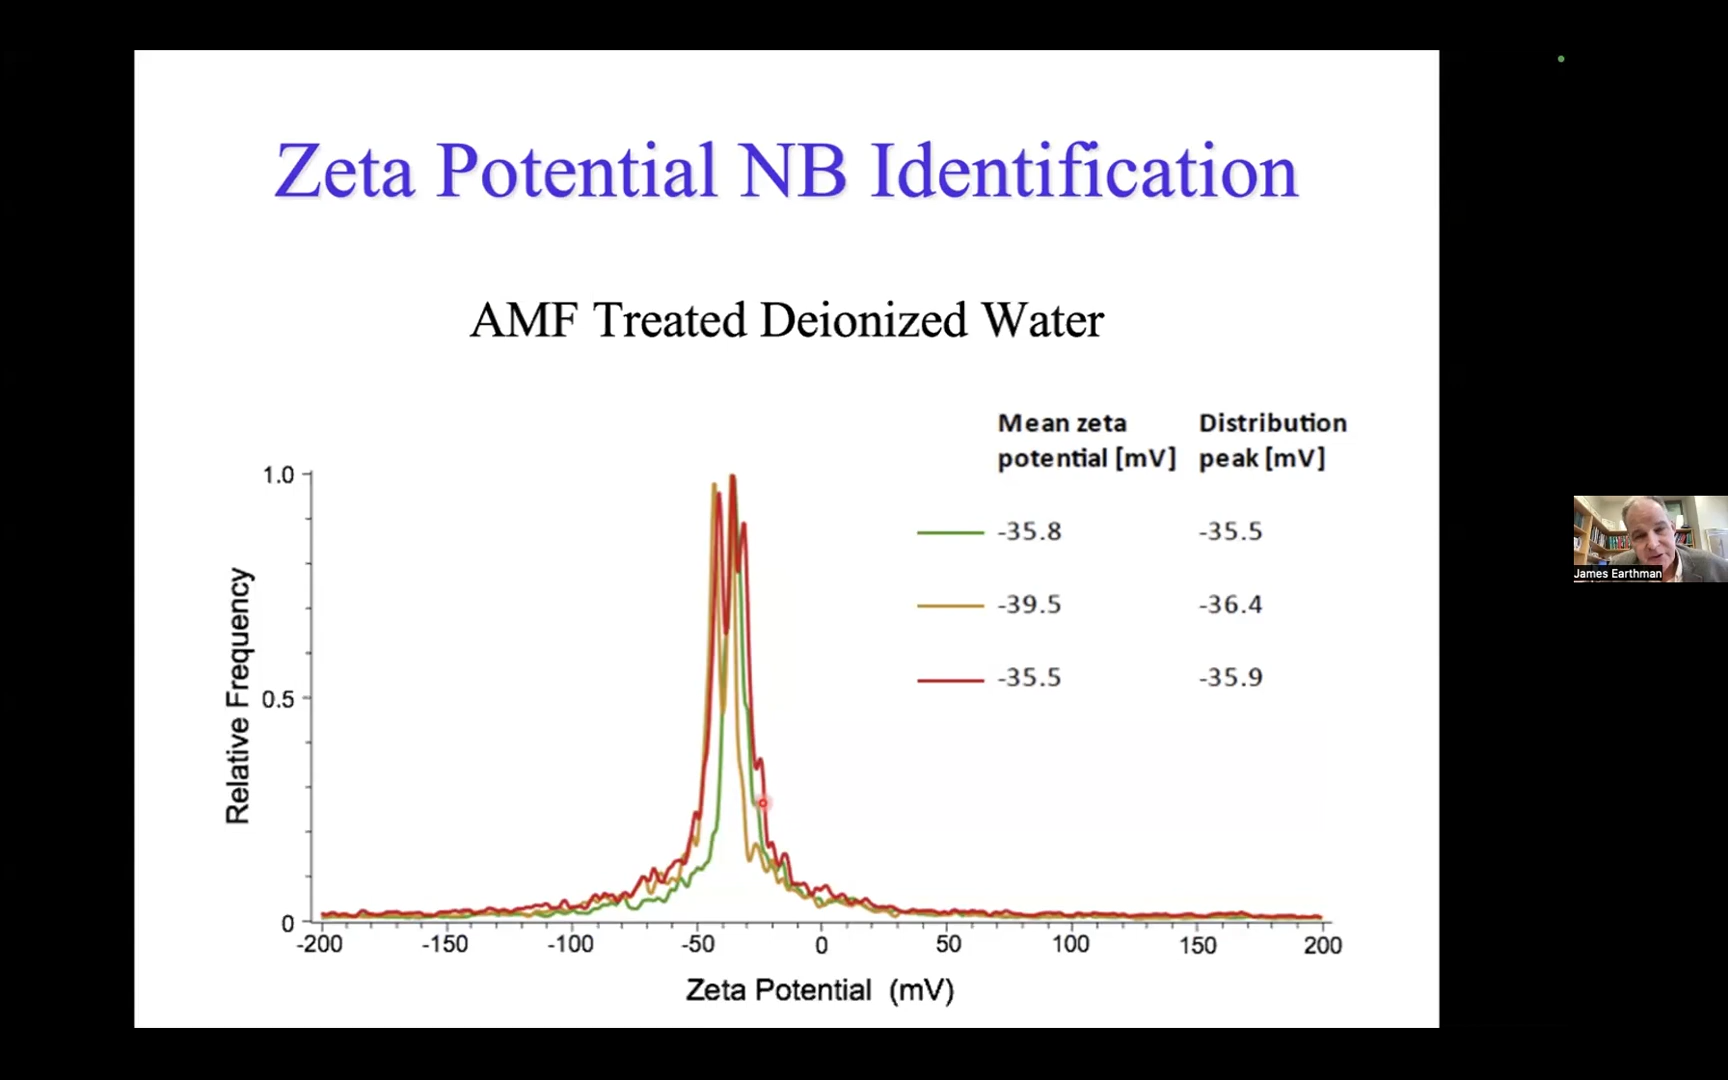 Zeta Potential NB Identification
AMF Treated Deionized Water
Mean zeta potential [mV]
Distribution peak [mV]
-35.8 -35.5
-39.5 -36.4
-35.5 -35.9
Relative Frequency
1.0
0.5
0
-200 -150 -100 -50 0 50 100 150 200
Zeta Potential (mV)
James Earthman